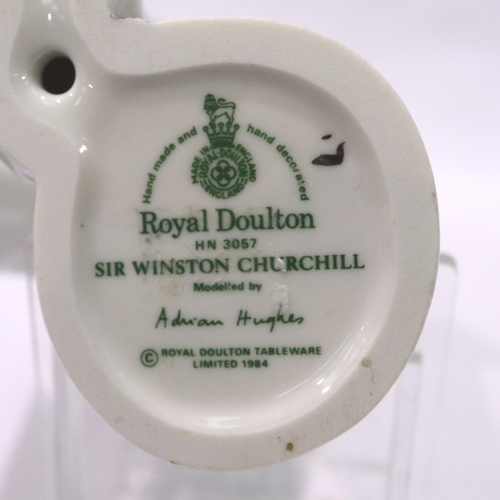 Hand made and hand decorated
MADE IN ENGLAND
ROYAL DOULTON
ENGLAND
Royal Doulton
HN 3057
SIR WINSTON CHURCHILL
Modelled by
Adrian Hughes
© ROYAL DOULTON TABLEWARE
LIMITED 1984